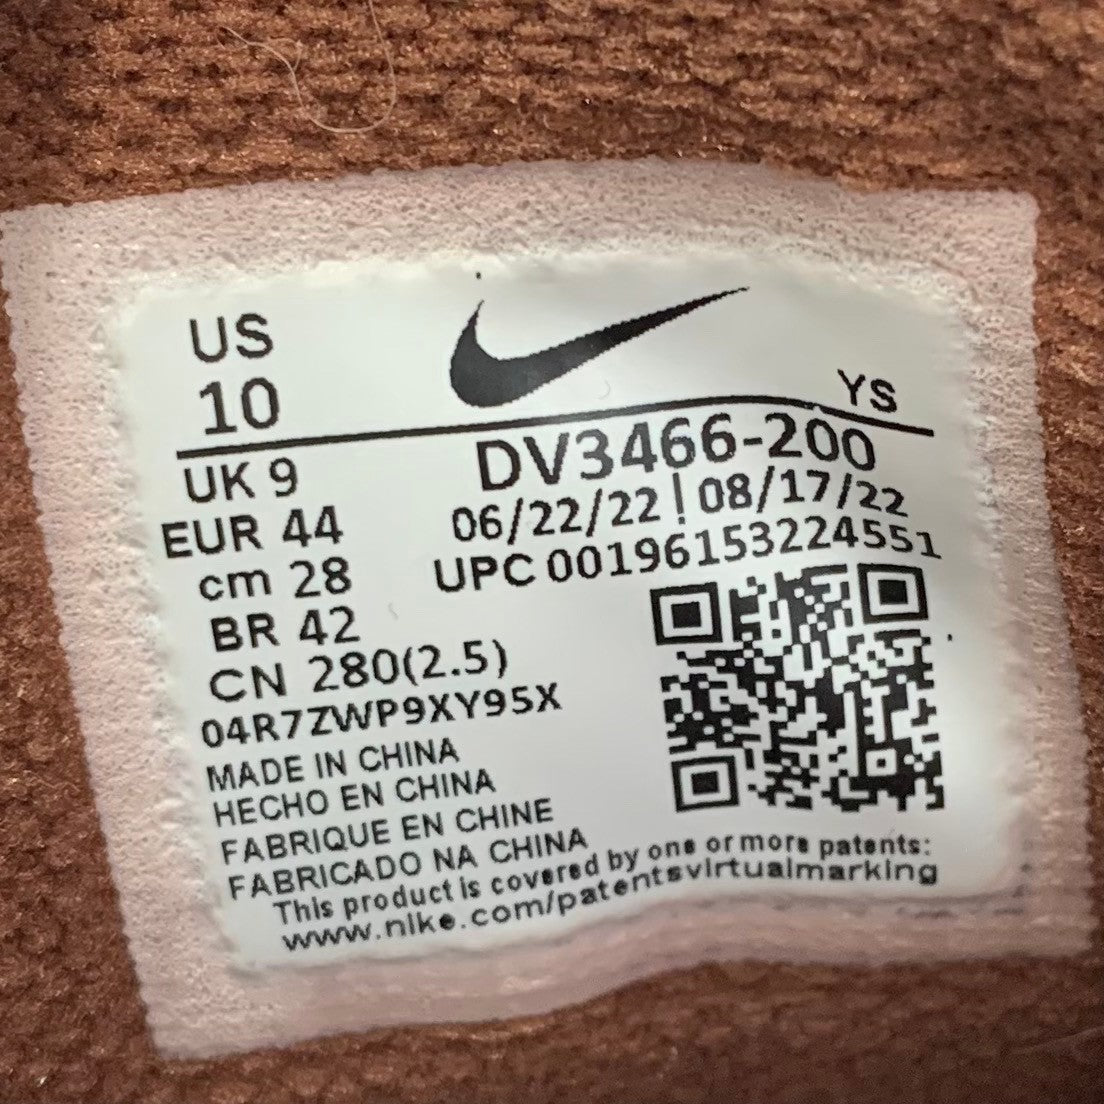 US
10
YS
UK 9
EUR 44
cm 28
BR 42
CN 280(2.5)
DV3466-200
06/22/22 | 08/17/22
UPC 00196153224551
04R7ZWP9XY95X
MADE IN CHINA
HECHO EN CHINA
FABRIQUE EN CHINE
FABRICADO NA CHINA
This product is covered by one or more patents:
www.nike.com/patentsvirtualmarking